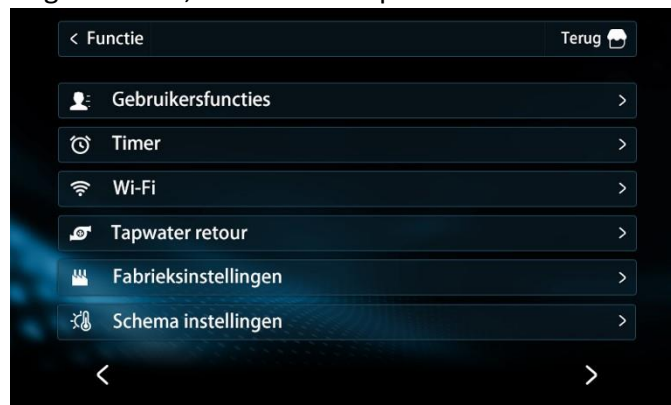 < Functie
Terug
Gebruikersfuncties >
Timer >
Wi-Fi >
Tapwater retour >
Fabrieksinstellingen >
Schema instellingen >
< >